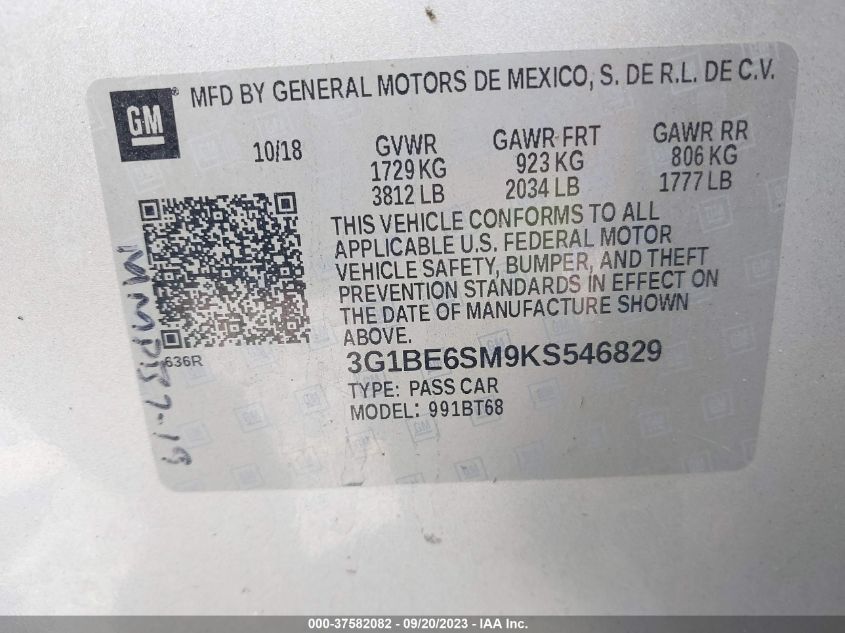 GM ® MFD BY GENERAL MOTORS DE MEXICO, S. DE R.L. DE C.V.
10/18 GVWR GAWR FRT GAWR RR
1729 KG 923 KG 806 KG
3812 LB 2034 LB 1777 LB
THIS VEHICLE CONFORMS TO ALL
APPLICABLE U.S. FEDERAL MOTOR
VEHICLE SAFETY, BUMPER, AND THEFT
PREVENTION STANDARDS IN EFFECT ON
THE DATE OF MANUFACTURE SHOWN
ABOVE.
636R
3G1BE6SM9KS546829
TYPE: PASS CAR
MODEL: 991BT68
000-37582082 - 09/20/2023 - IAA Inc.